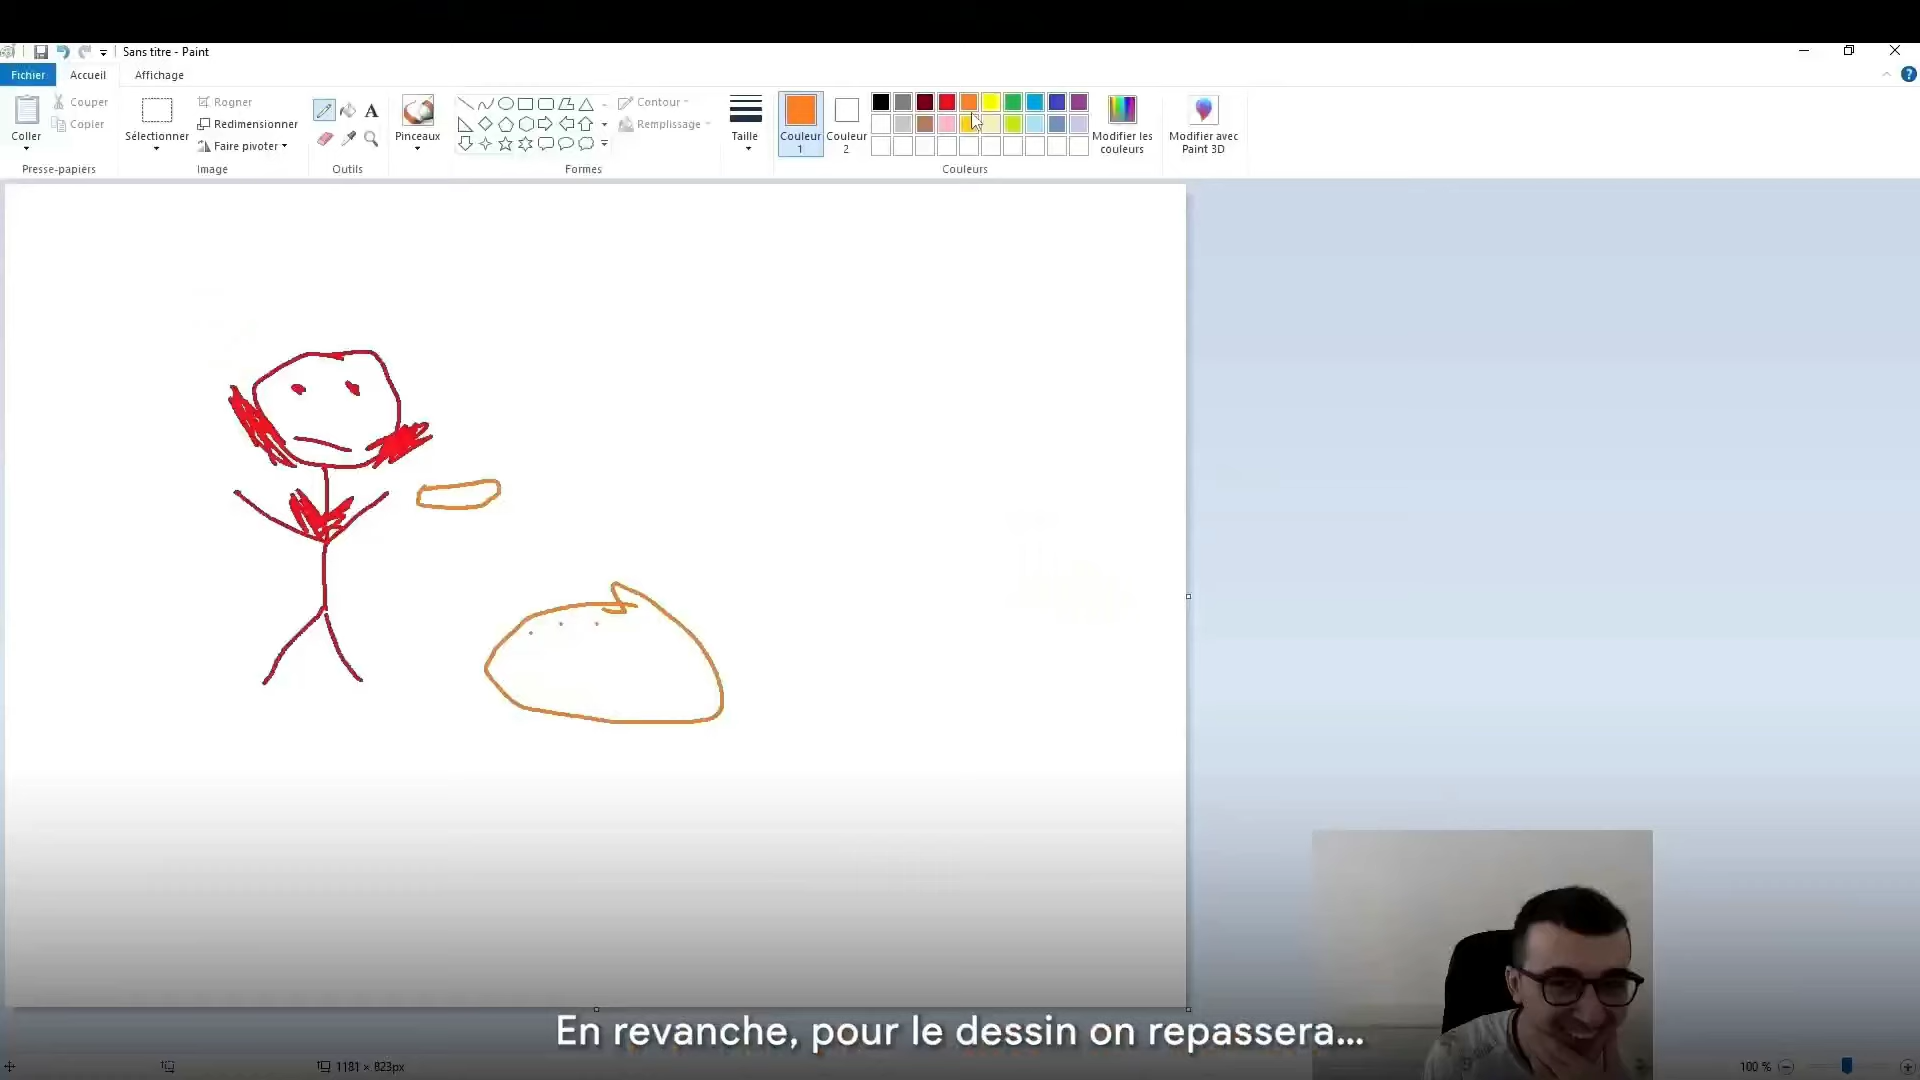 Sans titre - Paint
Fichier Accueil Affichage
Coller
Couper
Copier
Presse-papiers
Sélectionner
Rogner
Redimensionner
Faire pivoter
Image
A
Outils
Pinceaux
Contour
Remplissage
Formes
Taille
Couleur
1
Couleur
2
Modifier les
couleurs
Couleurs
Modifier avec
Paint 3D
En revanche, pour le dessin on repassera...
1181 × 823px
100 %